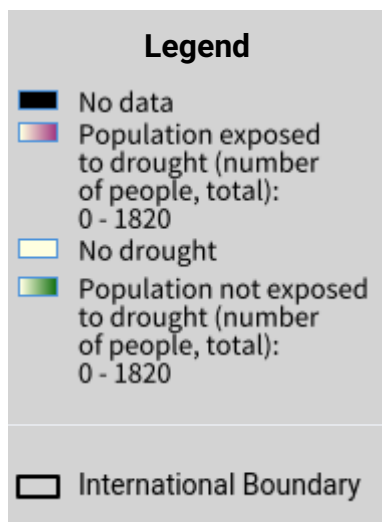 Legend
No data
Population exposed
to drought (number
of people, total):
0 - 1820
No drought
Population not exposed
to drought (number
of people, total):
0 - 1820
International Boundary